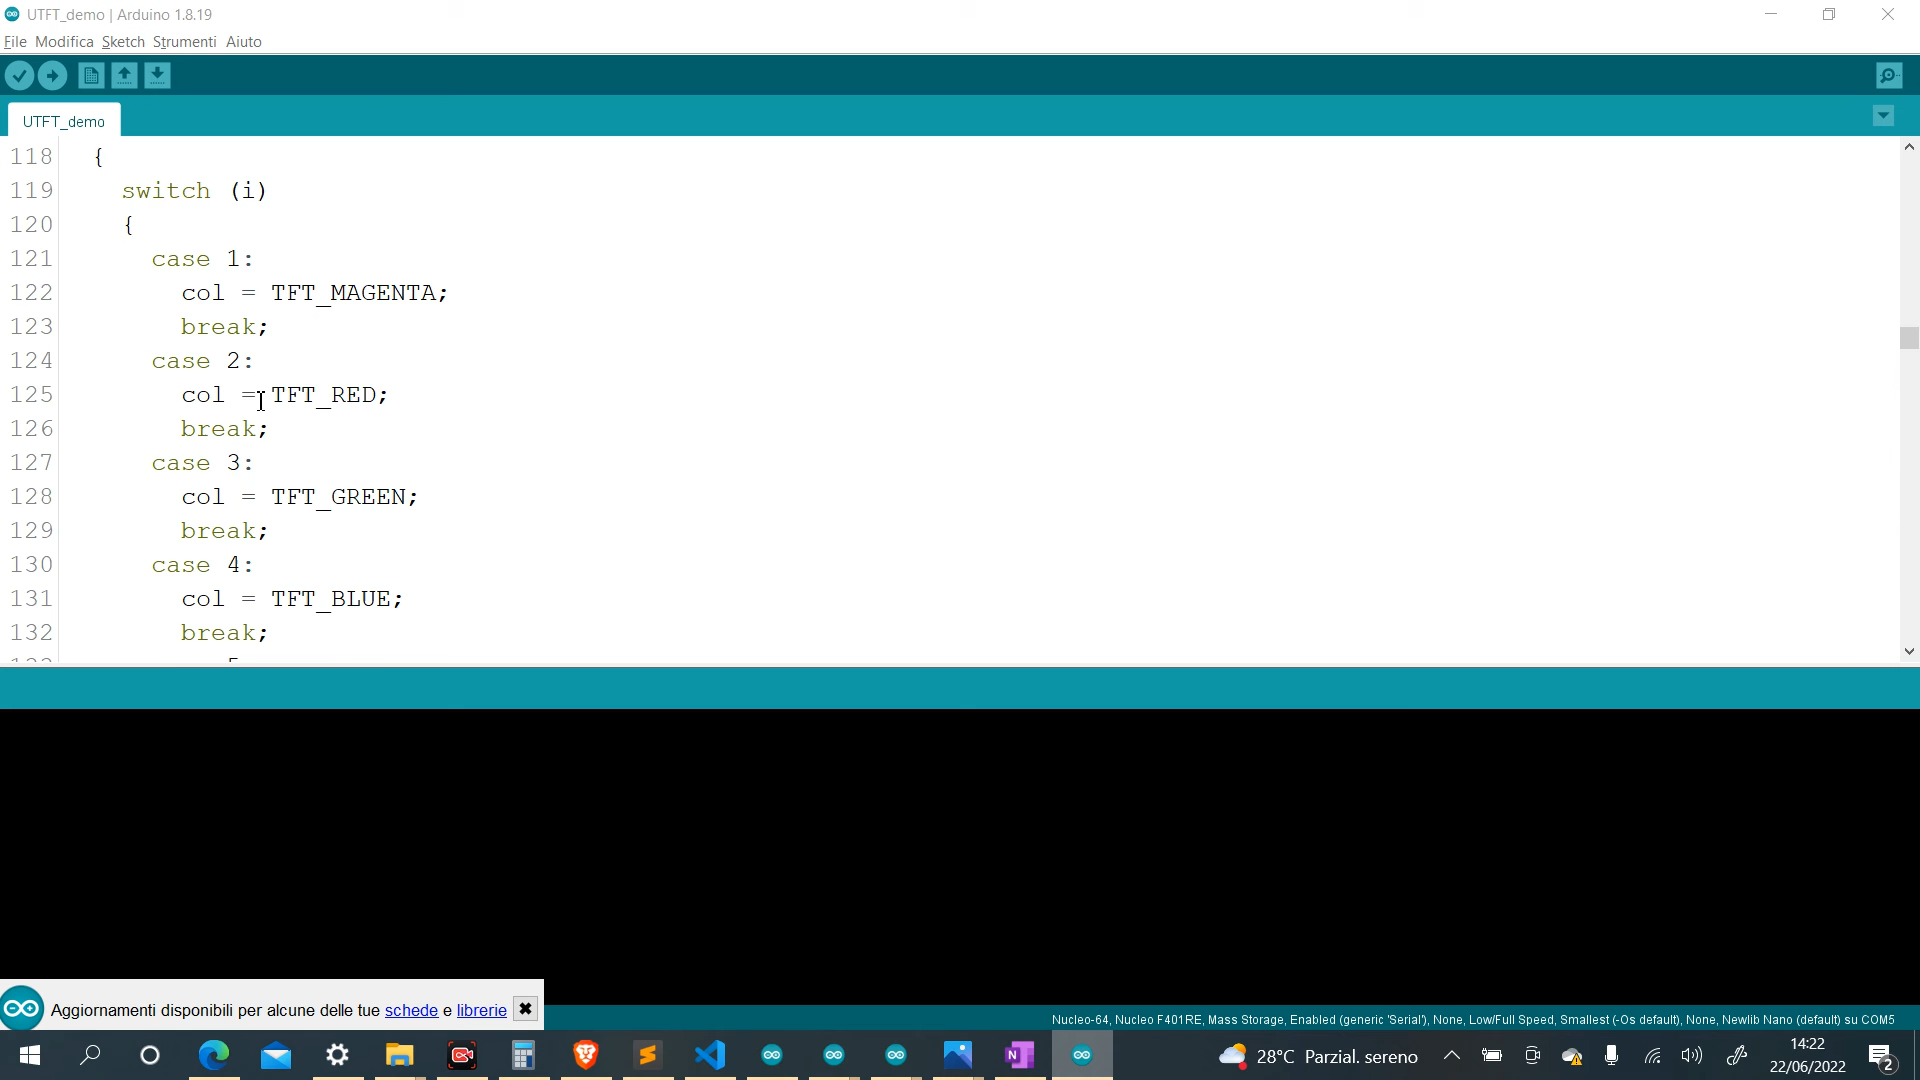 UTFT_demo | Arduino 1.8.19
File Modifica Sketch Strumenti Aiuto
UTFT_demo
118 {
119 switch (i)
120 {
121 case 1:
122 col = TFT_MAGENTA;
123 break;
124 case 2:
125 col = TFT_RED;
126 break;
127 case 3:
128 col = TFT_GREEN;
129 break;
130 case 4:
131 col = TFT_BLUE;
132 break;
Aggiornamenti disponibili per alcune delle tue schede e librerie
Nucleo-64, Nucleo F401RE, Mass Storage, Enabled (generic 'Serial'), None, Low/Full Speed, Smallest (-Os default), None, Newlib Nano (default) su COM5
28°C Parzial. sereno
14:22
22/06/2022
2